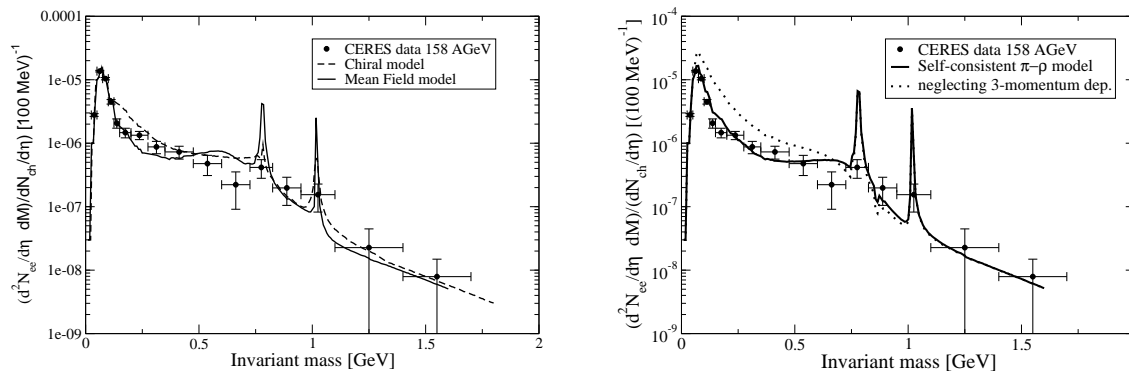 0.0001
1e-05
1e-06
1e-07
1e-08
1e-09
(d²N_ee/dη dM)/dN_ch/dη) [100 MeV)⁻¹
CERES data 158 AGeV
Chiral model
Mean Field model
0 0.5 1 1.5 2
Invariant mass [GeV]
10⁻⁴
10⁻⁵
10⁻⁶
10⁻⁷
10⁻⁸
10⁻⁹
(d²N_ee/dη dM)/(dN_ch/dη) [(100 MeV)⁻¹
CERES data 158 AGeV
Self-consistent π−ρ model
neglecting 3-momentum dep.
0 0.5 1 1.5
Invariant mass [GeV]